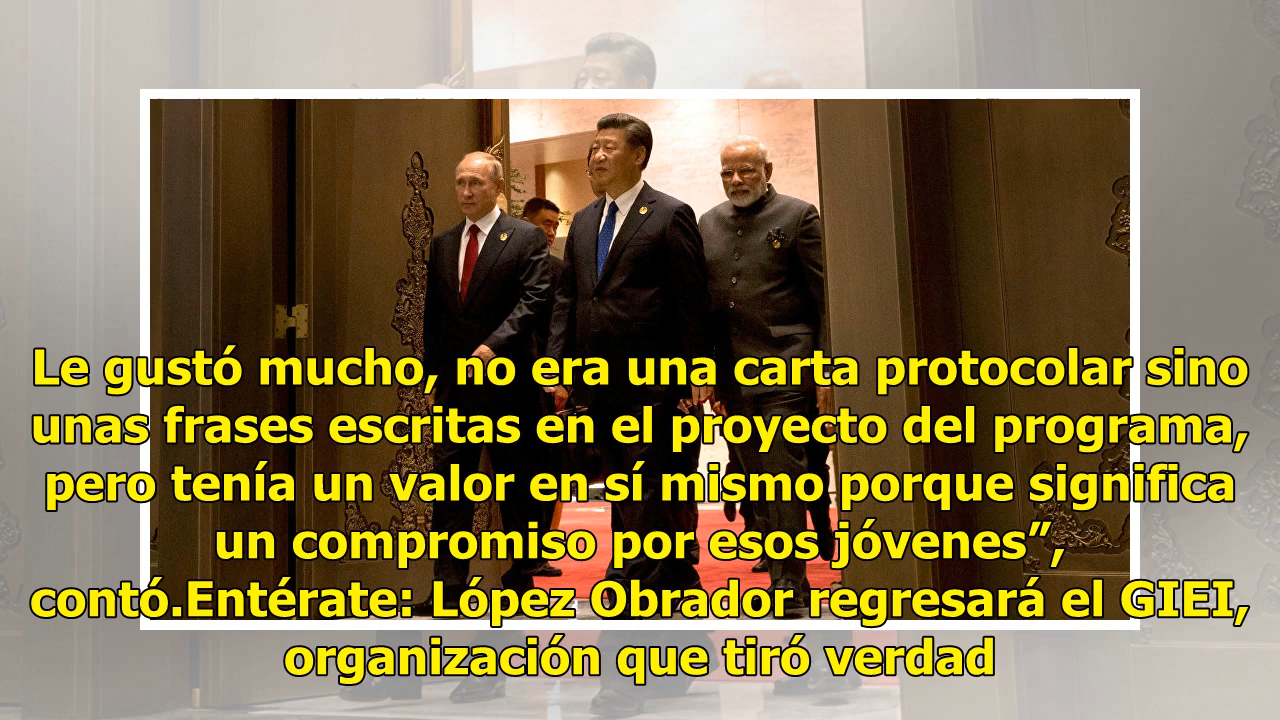 Le gustó mucho, no era una carta protocolar sino
unas frases escritas en el proyecto del programa,
pero tenía un valor en sí mismo porque significa
un compromiso por esos jóvenes”,
contó.Entérate: López Obrador regresará el GIEI,
organización que tiró verdad